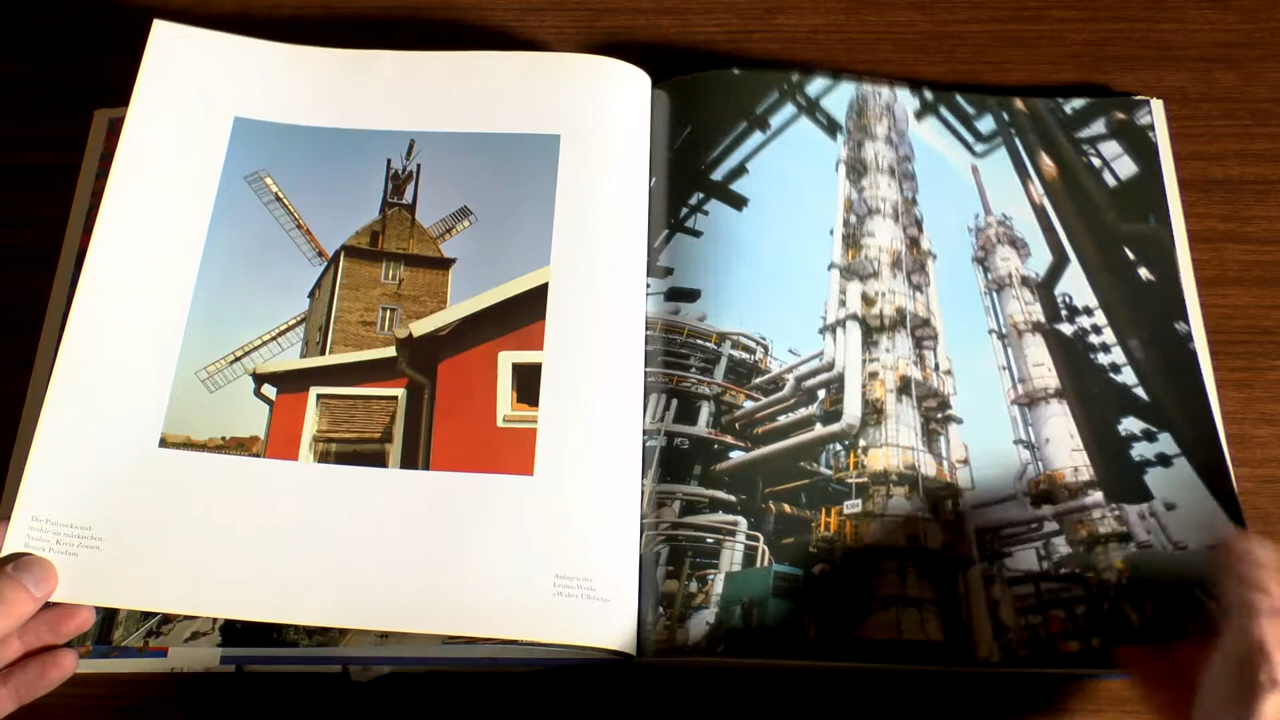 Die Paltrockwind-
mühle im märkischen
Saalow, Kreis Zossen,
Bezirk Potsdam
Anlagen der
Leuna-Werke
»Walter Ulbricht«